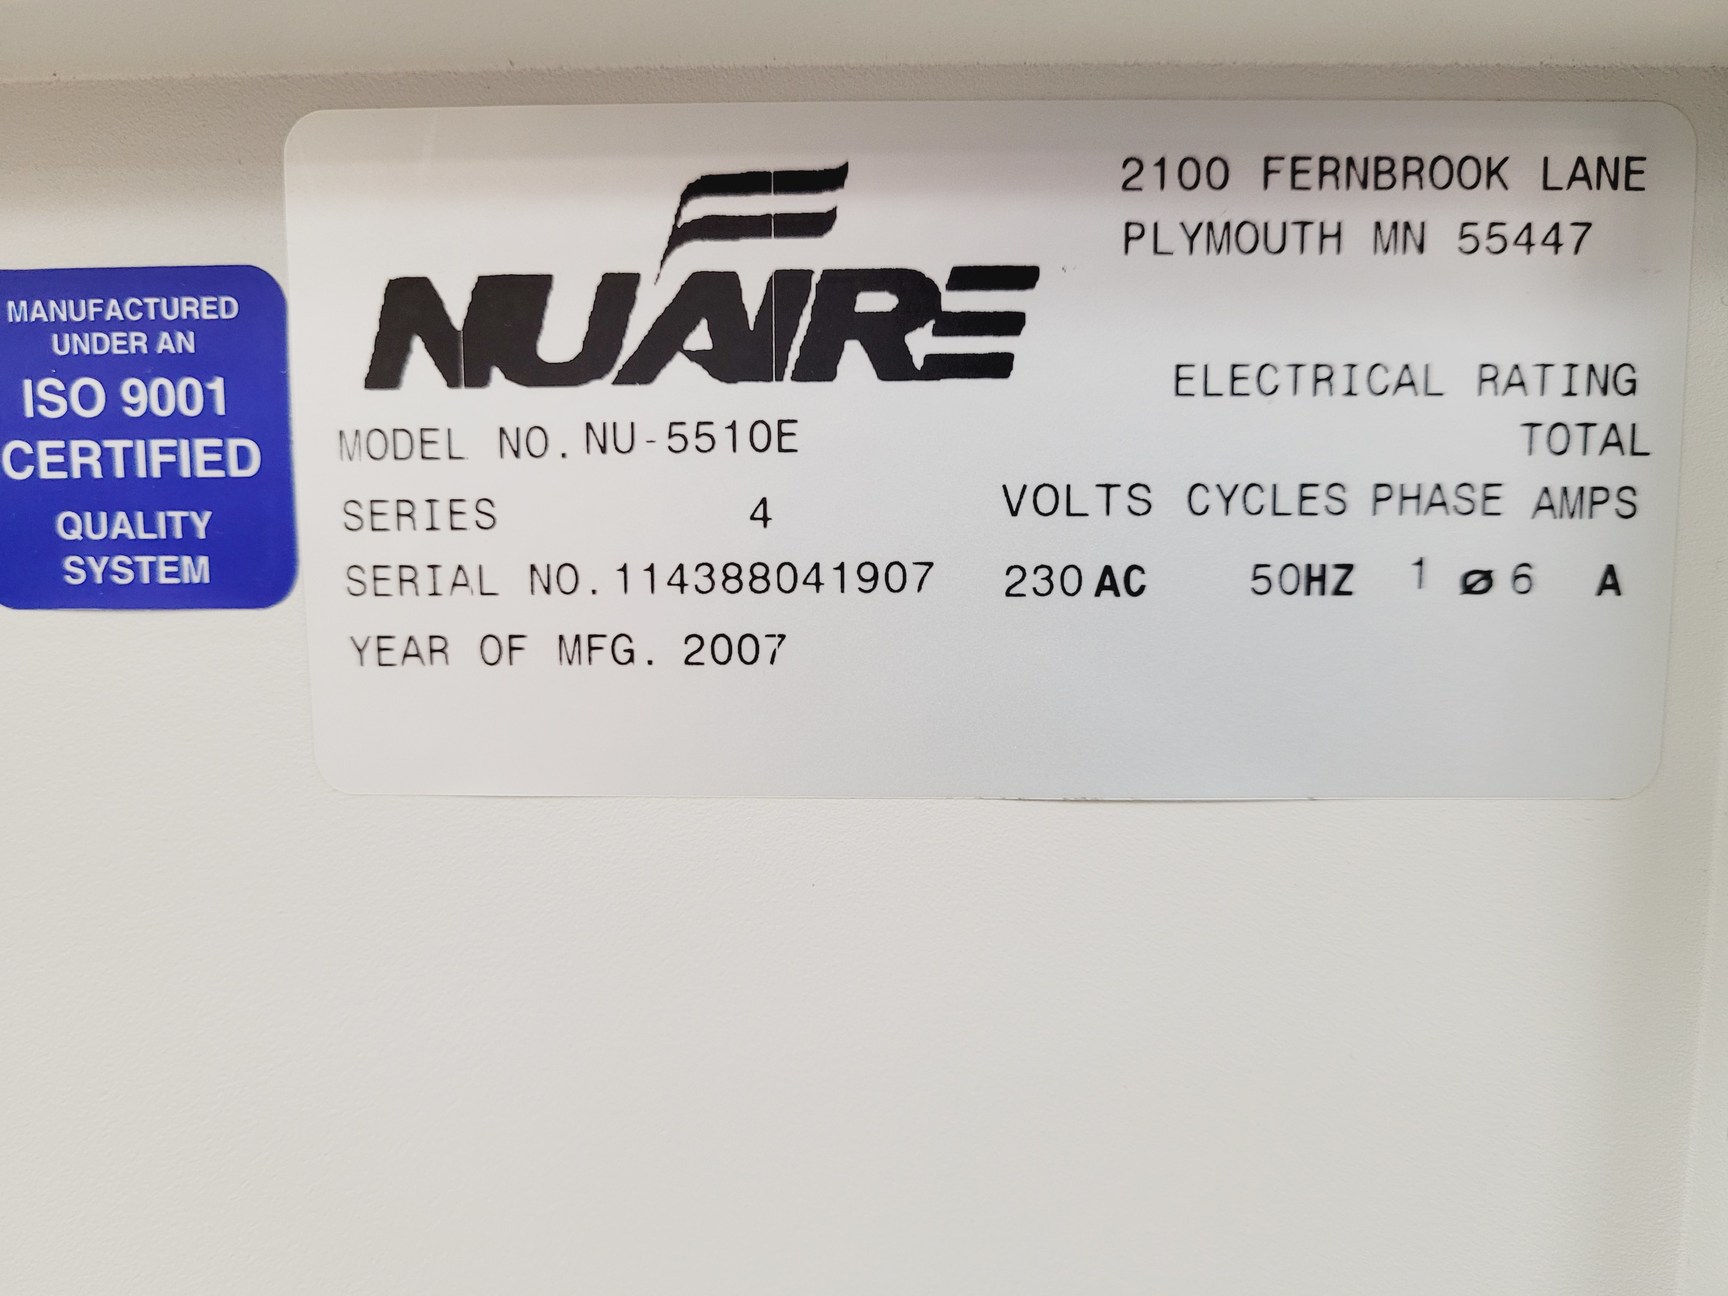 MANUFACTURED
UNDER AN
ISO 9001
CERTIFIED
QUALITY
SYSTEM
NUAIRE
2100 FERNBROOK LANE
PLYMOUTH MN 55447
MODEL NO. NU-5510E
SERIES 4
SERIAL NO. 114388041907
YEAR OF MFG. 2007
ELECTRICAL RATING
TOTAL
VOLTS CYCLES PHASE AMPS
230 AC 50HZ 1 ø 6 A